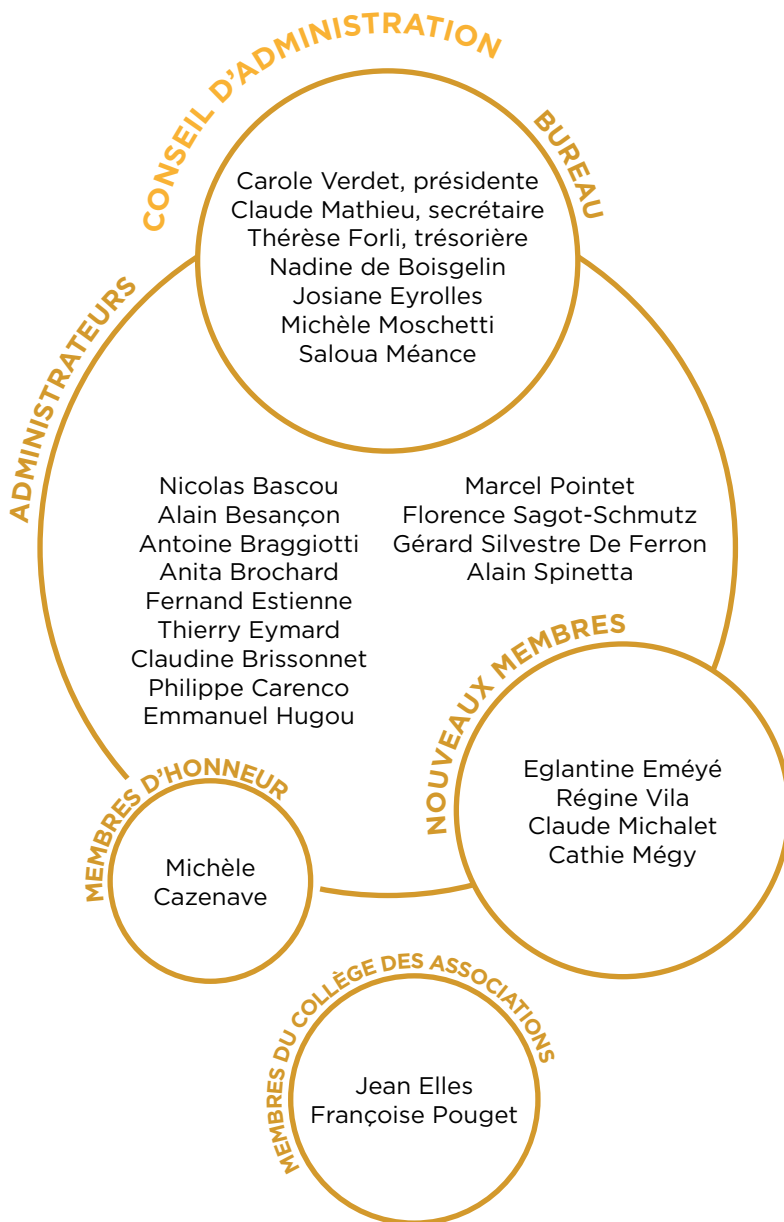 CONSEIL D'ADMINISTRATION
BUREAU
Carole Verdet, présidente
Claude Mathieu, secrétaire
Thérèse Forli, trésorière
Nadine de Boisgelin
Josiane Eyrolles
Michèle Moschetti
Saloua Méance
ADMINISTRATEURS
Nicolas Bascou
Alain Besançon
Antoine Braggiotti
Anita Brochard
Fernand Estienne
Thierry Eymard
Claudine Brissonnet
Philippe Carenco
Emmanuel Hugou
Marcel Pointet
Florence Sagot-Schmutz
Gérard Silvestre De Ferron
Alain Spinetta
NOUVEAUX MEMBRES
Eglantine Eméyé
Régine Vila
Claude Michalet
Cathie Mégy
MEMBRES D'HONNEUR
Michèle
Cazenave
MEMBRES DU COLLÈGE DES ASSOCIATIONS
Jean Elles
Françoise Pouget